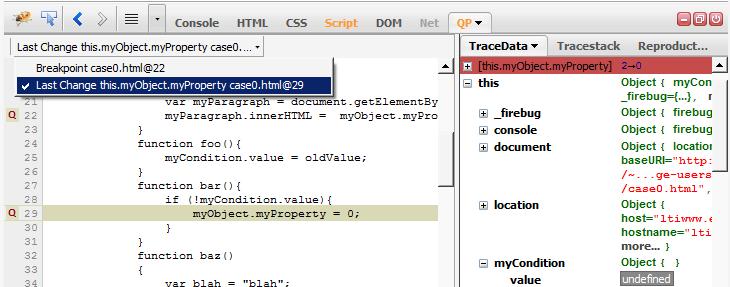 Console HTML CSS Script DOM Net QP
Last Change this.myObject.myProperty case0. ...
Breakpoint case0.html@22
Last Change this.myObject.myProperty case0.html@29
21 var myParagraph = document.getElementBy
22 myParagraph.innerHTML = myObject.myPro
23 }
24 function foo(){
25 myCondition.value = oldValue;
26 }
27 function bar(){
28 if (!myCondition.value){
29 myObject.myProperty = 0;
30 }
31 }
32 function baz()
33 {
34 var blah = "blah";
TraceData Tracestack Reproduct...
[this.myObject.myProperty] 2→0
this Object { myCon
_firebug={...},
_firebug Object { firebug
console Object { firebug
document Object { location
baseURI="http:
/~...ge-users
/case0.html",
location Object {
host="ltiwww.e
hostname="ltiw
more... }
myCondition Object { }
value undefined